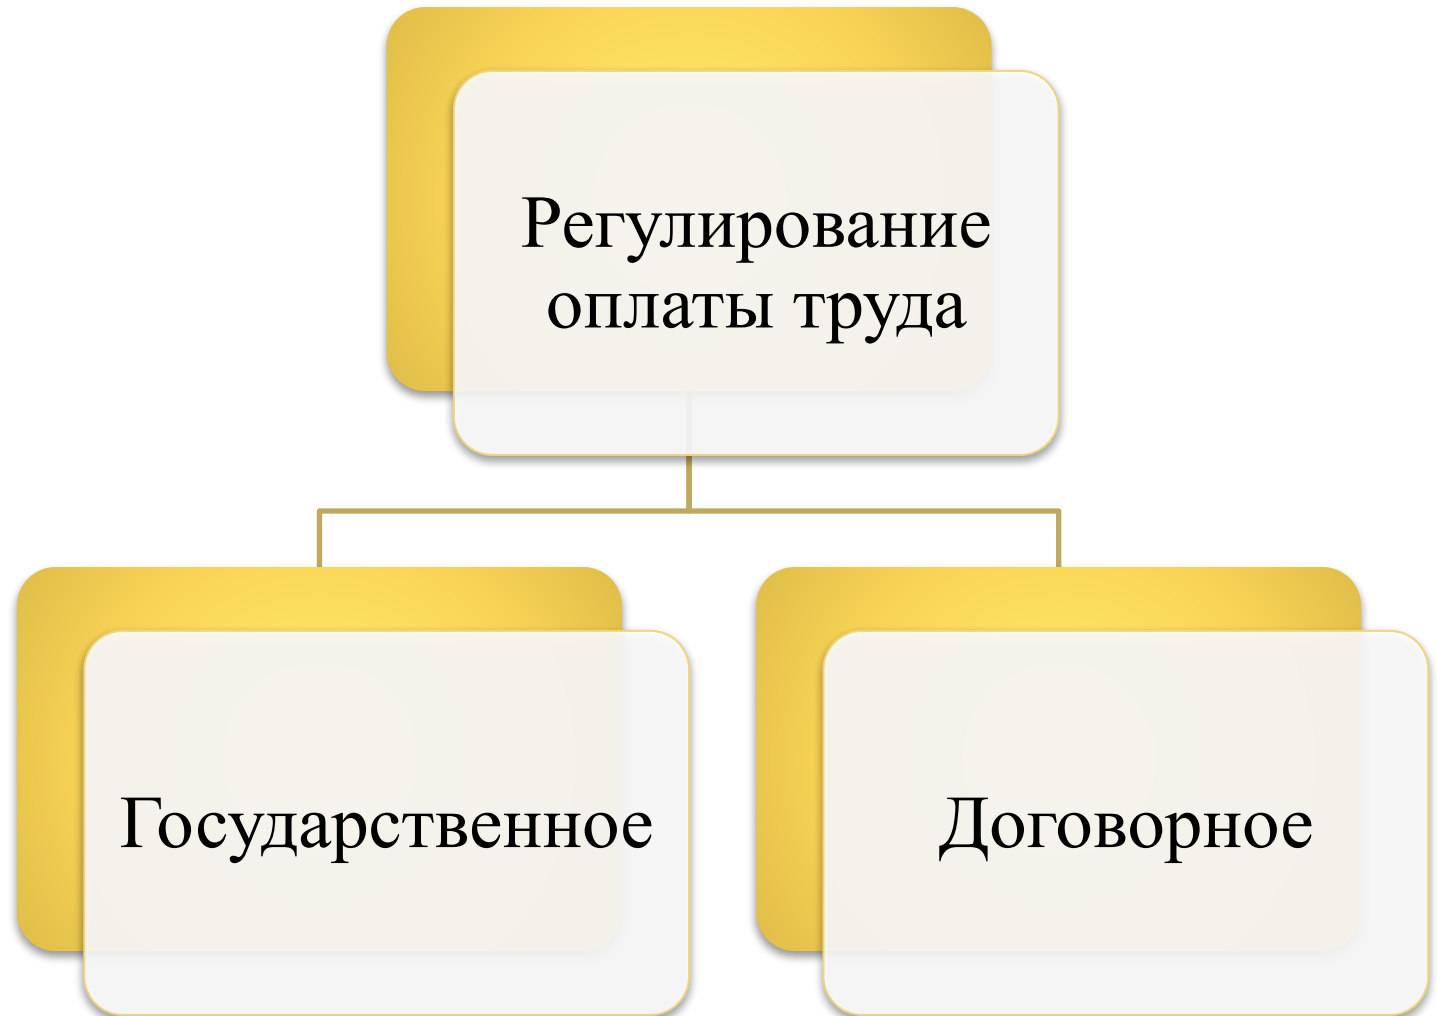 Регулирование
оплаты труда
Государственное
Договорное